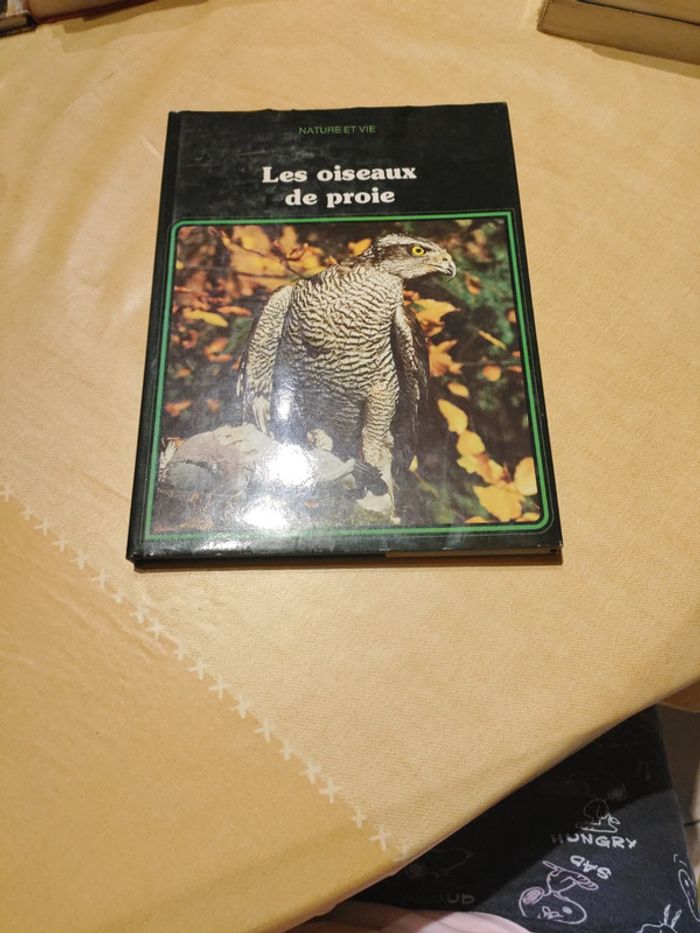 NATURE ET VIE
Les oiseaux
de proie
HUNGRY
SAD